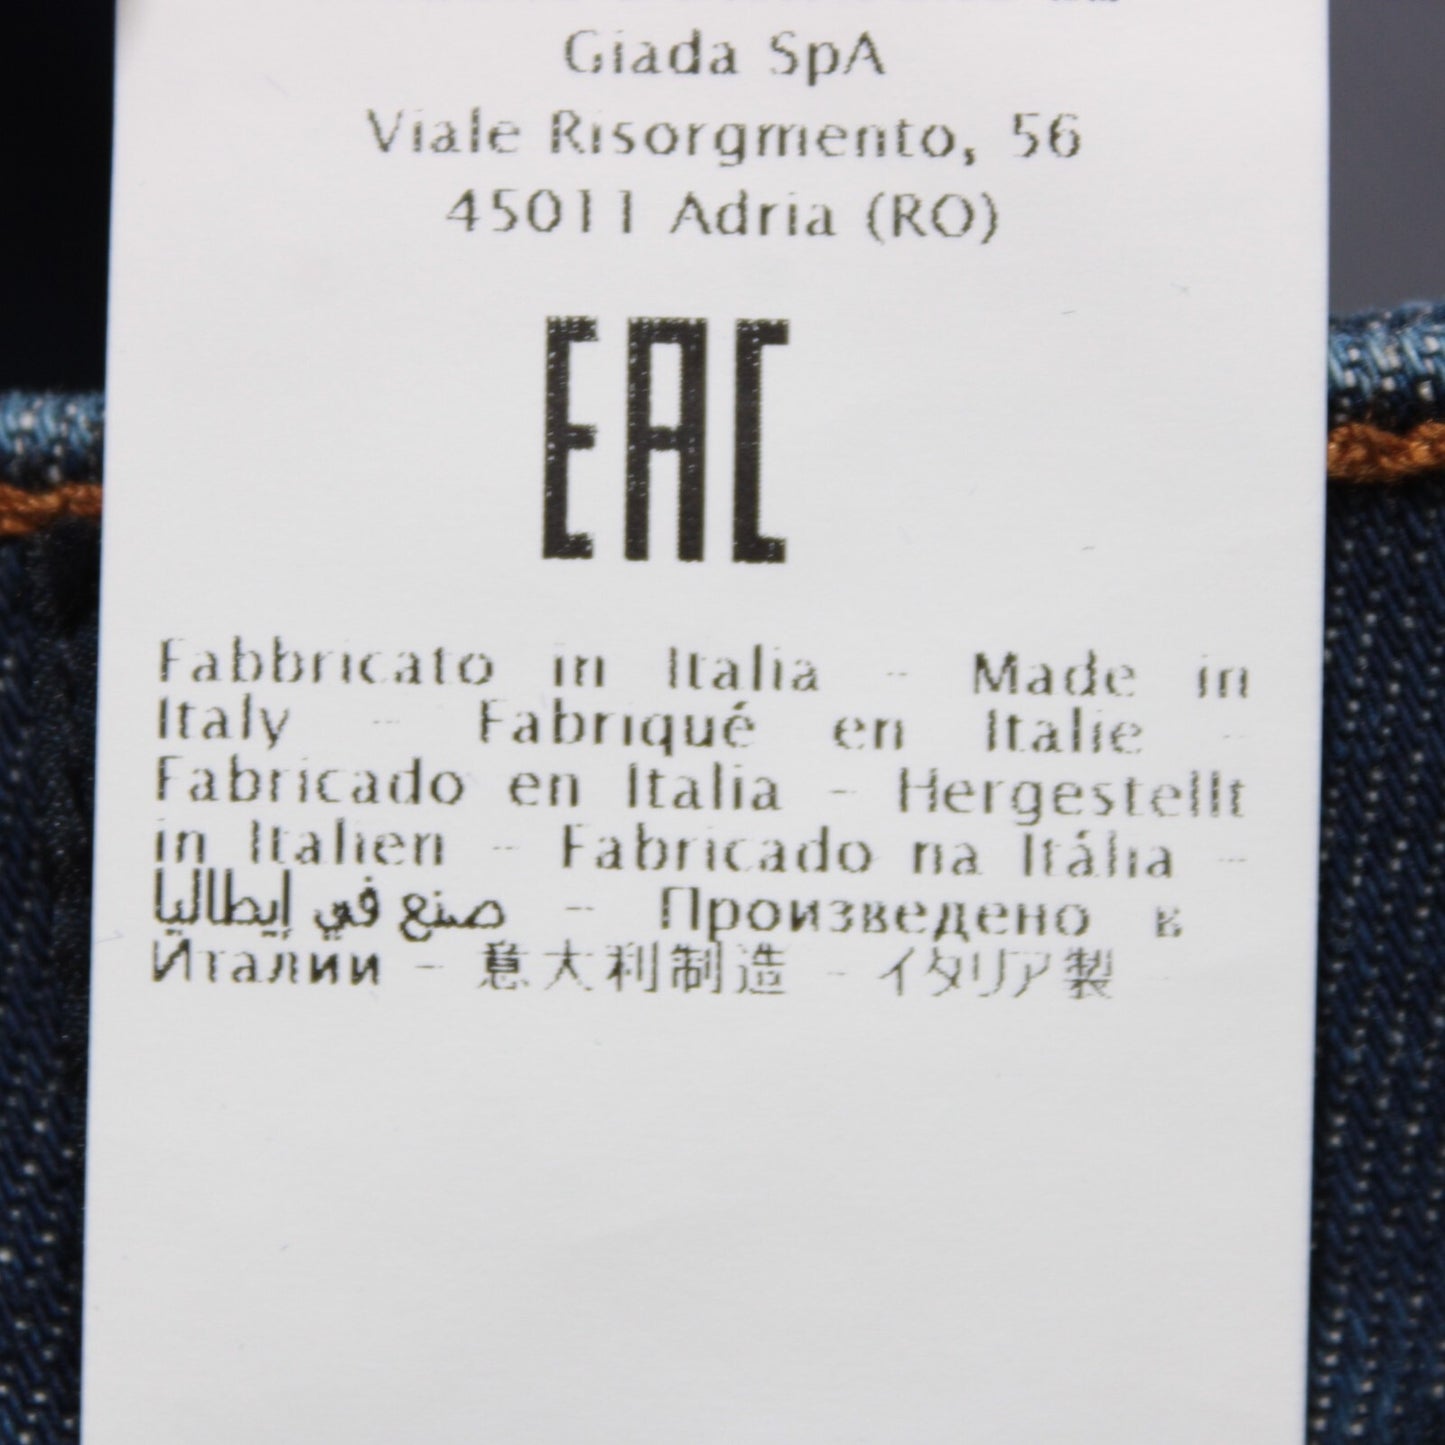 Giada SpA
Viale Risorgmento, 56
45011 Adria (RO)
EAC
Fabbricato in Italia - Made in
Italy - Fabriqué en Italie -
Fabricado en Italia - Hergestellt
in Italien - Fabricado na Itália -
صنع في إيطاليا - Произведено в
Италии - 意大利制造 - イタリア製